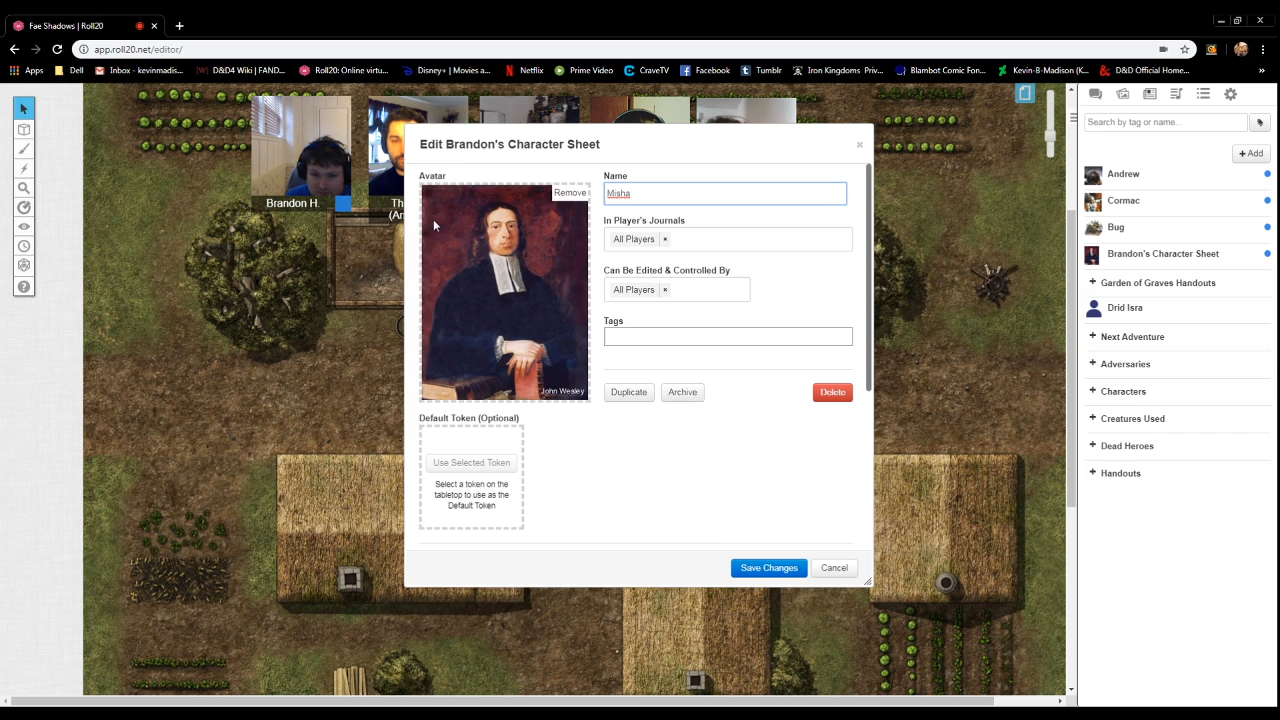 Fae Shadows | Roll20
app.roll20.net/editor/
Apps
Dell
Inbox - kevinmadis...
D&D4 Wiki | FAND...
Roll20: Online virtu...
Disney+ | Movies a...
Netflix
Prime Video
CraveTV
Facebook
Tumblr
Iron Kingdoms Priv...
Blambot Comic Fon...
Kevin-B-Madison (K...
D&D Official Home...
Brandon H.
Th
(An
Edit Brandon's Character Sheet
Avatar
Remove
John Wesley
Name
Misha
In Player's Journals
All Players ×
Can Be Edited & Controlled By
All Players ×
Tags
Duplicate
Archive
Delete
Default Token (Optional)
Use Selected Token
Select a token on the
tabletop to use as the
Default Token
Save Changes
Cancel
Search by tag or name...
+ Add
Andrew
Cormac
Bug
Brandon's Character Sheet
Garden of Graves Handouts
Drid Isra
Next Adventure
Adversaries
Characters
Creatures Used
Dead Heroes
Handouts